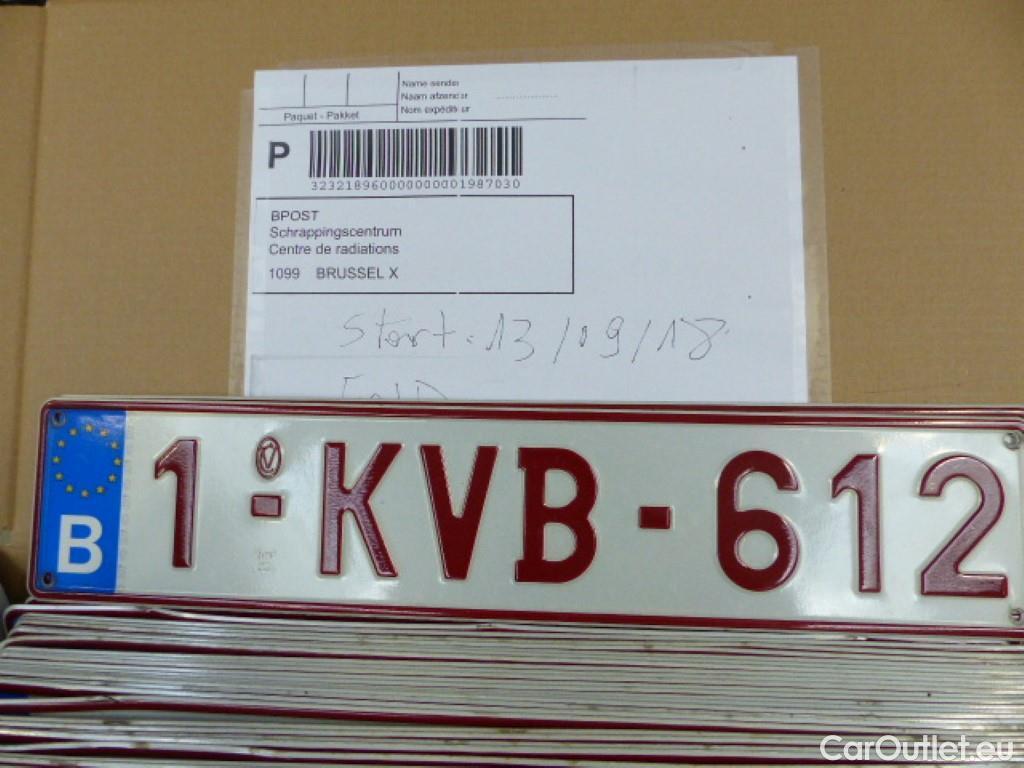 Name sender
Naam afzender
Nom expéditeur
Paquet - Pakket
P
323218960000000001987030
BPOST
Schrappingscentrum
Centre de radiations
1099 BRUSSEL X
Start: 13/09/18
B
1-KVB-612
CarOutlet.eu